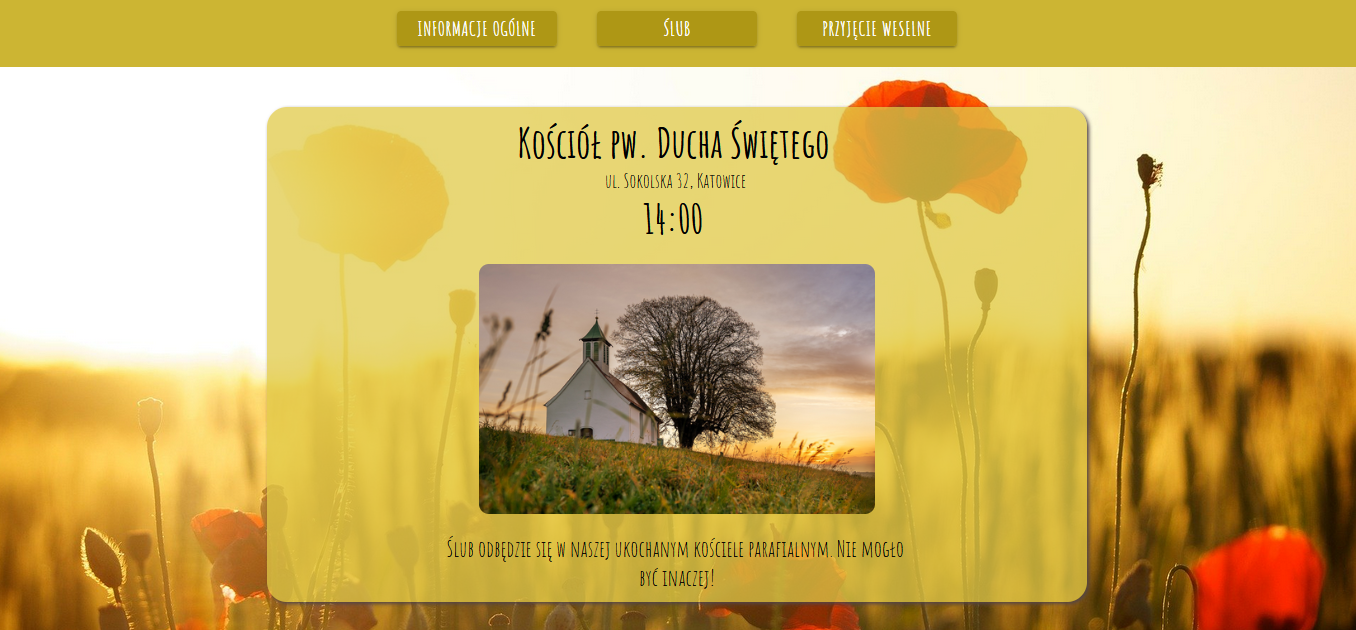 INFORMACJE OGÓLNE
ŚLUB
PRZYJĘCIE WESELNE
Kościół pw. Ducha Świętego
ul. Sokolska 32, Katowice
14:00
Ślub odbędzie się w naszej ukochanym kościele parafialnym. Nie mogło
być inaczej!